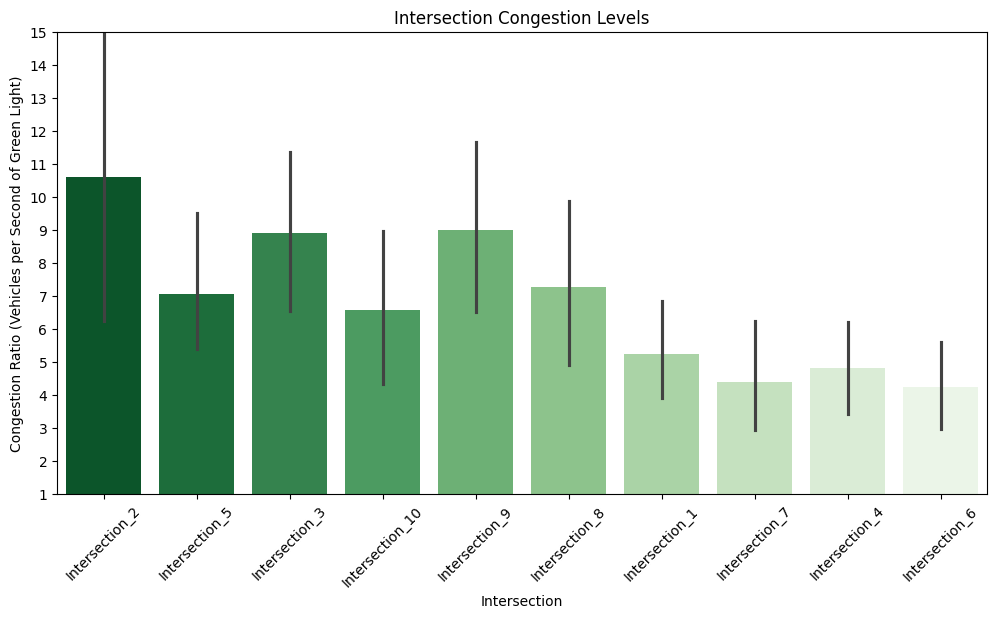 Intersection Congestion Levels
Congestion Ratio (Vehicles per Second of Green Light)
15
14
13
12
11
10
9
8
7
6
5
4
3
2
1
Intersection_2
Intersection_5
Intersection_3
Intersection_10
Intersection_9
Intersection_8
Intersection_1
Intersection_7
Intersection_4
Intersection_6
Intersection